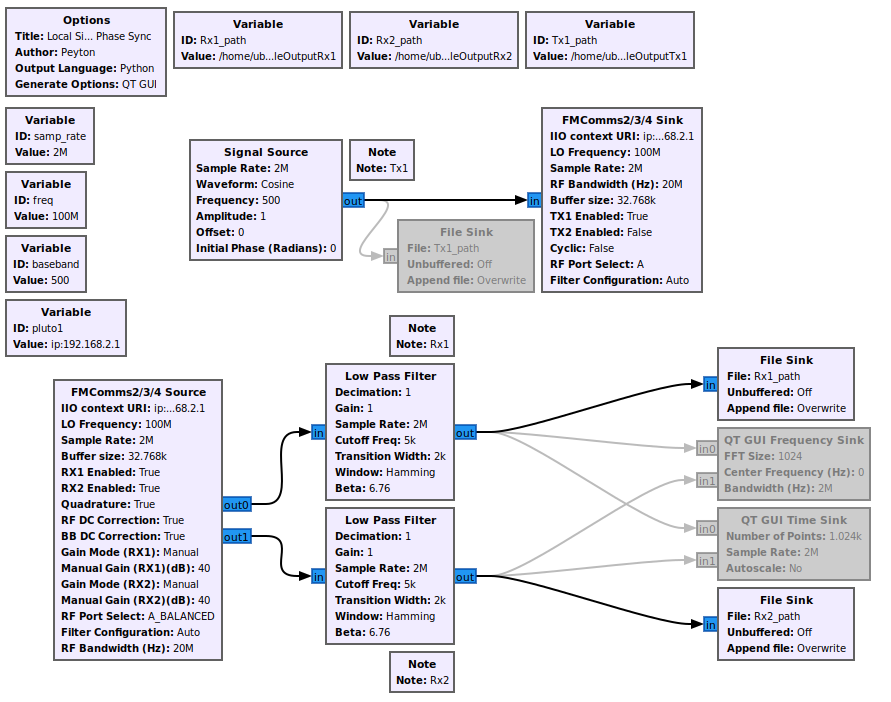 Options
Title: Local Si... Phase Sync
Author: Peyton
Output Language: Python
Generate Options: QT GUI
Variable
ID: Rx1_path
Value: /home/ub...leOutputRx1
Variable
ID: Rx2_path
Value: /home/ub...leOutputRx2
Variable
ID: Tx1_path
Value: /home/ub...leOutputTx1
Variable
ID: samp_rate
Value: 2M
Variable
ID: freq
Value: 100M
Variable
ID: baseband
Value: 500
Variable
ID: pluto1
Value: ip:192.168.2.1
Signal Source
Sample Rate: 2M
Waveform: Cosine
Frequency: 500
Amplitude: 1
Offset: 0
Initial Phase (Radians): 0
out
Note
Note: Tx1
in
File Sink
File: Tx1_path
Unbuffered: Off
Append file: Overwrite
in
FMComms2/3/4 Sink
IIO context URI: ip:...68.2.1
LO Frequency: 100M
Sample Rate: 2M
RF Bandwidth (Hz): 20M
Buffer size: 32.768k
TX1 Enabled: True
TX2 Enabled: False
Cyclic: False
RF Port Select: A
Filter Configuration: Auto
FMComms2/3/4 Source
IIO context URI: ip:...68.2.1
LO Frequency: 100M
Sample Rate: 2M
Buffer size: 32.768k
RX1 Enabled: True
RX2 Enabled: True
Quadrature: True
RF DC Correction: True
BB DC Correction: True
Gain Mode (RX1): Manual
Manual Gain (RX1)(dB): 40
Gain Mode (RX2): Manual
Manual Gain (RX2)(dB): 40
RF Port Select: A_BALANCED
Filter Configuration: Auto
RF Bandwidth (Hz): 20M
out0
out1
Note
Note: Rx1
in
Low Pass Filter
Decimation: 1
Gain: 1
Sample Rate: 2M
Cutoff Freq: 5k
Transition Width: 2k
Window: Hamming
Beta: 6.76
out
in
Low Pass Filter
Decimation: 1
Gain: 1
Sample Rate: 2M
Cutoff Freq: 5k
Transition Width: 2k
Window: Hamming
Beta: 6.76
out
Note
Note: Rx2
in
File Sink
File: Rx1_path
Unbuffered: Off
Append file: Overwrite
in0
in1
QT GUI Frequency Sink
FFT Size: 1024
Center Frequency (Hz): 0
Bandwidth (Hz): 2M
in0
in1
QT GUI Time Sink
Number of Points: 1.024k
Sample Rate: 2M
Autoscale: No
in
File Sink
File: Rx2_path
Unbuffered: Off
Append file: Overwrite